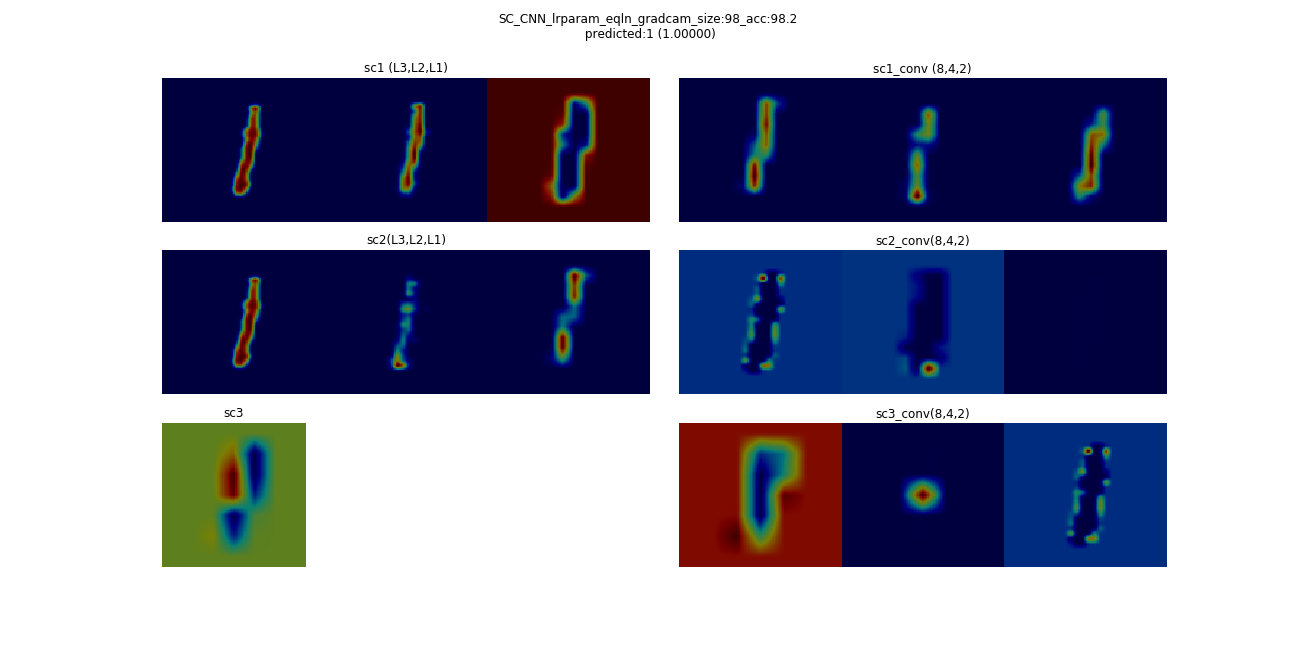 SC_CNN_lrparam_eqln_gradcam_size:98_acc:98.2
predicted:1 (1.00000)
sc1 (L3,L2,L1)
sc1_conv (8,4,2)
sc2(L3,L2,L1)
sc2_conv(8,4,2)
sc3
sc3_conv(8,4,2)